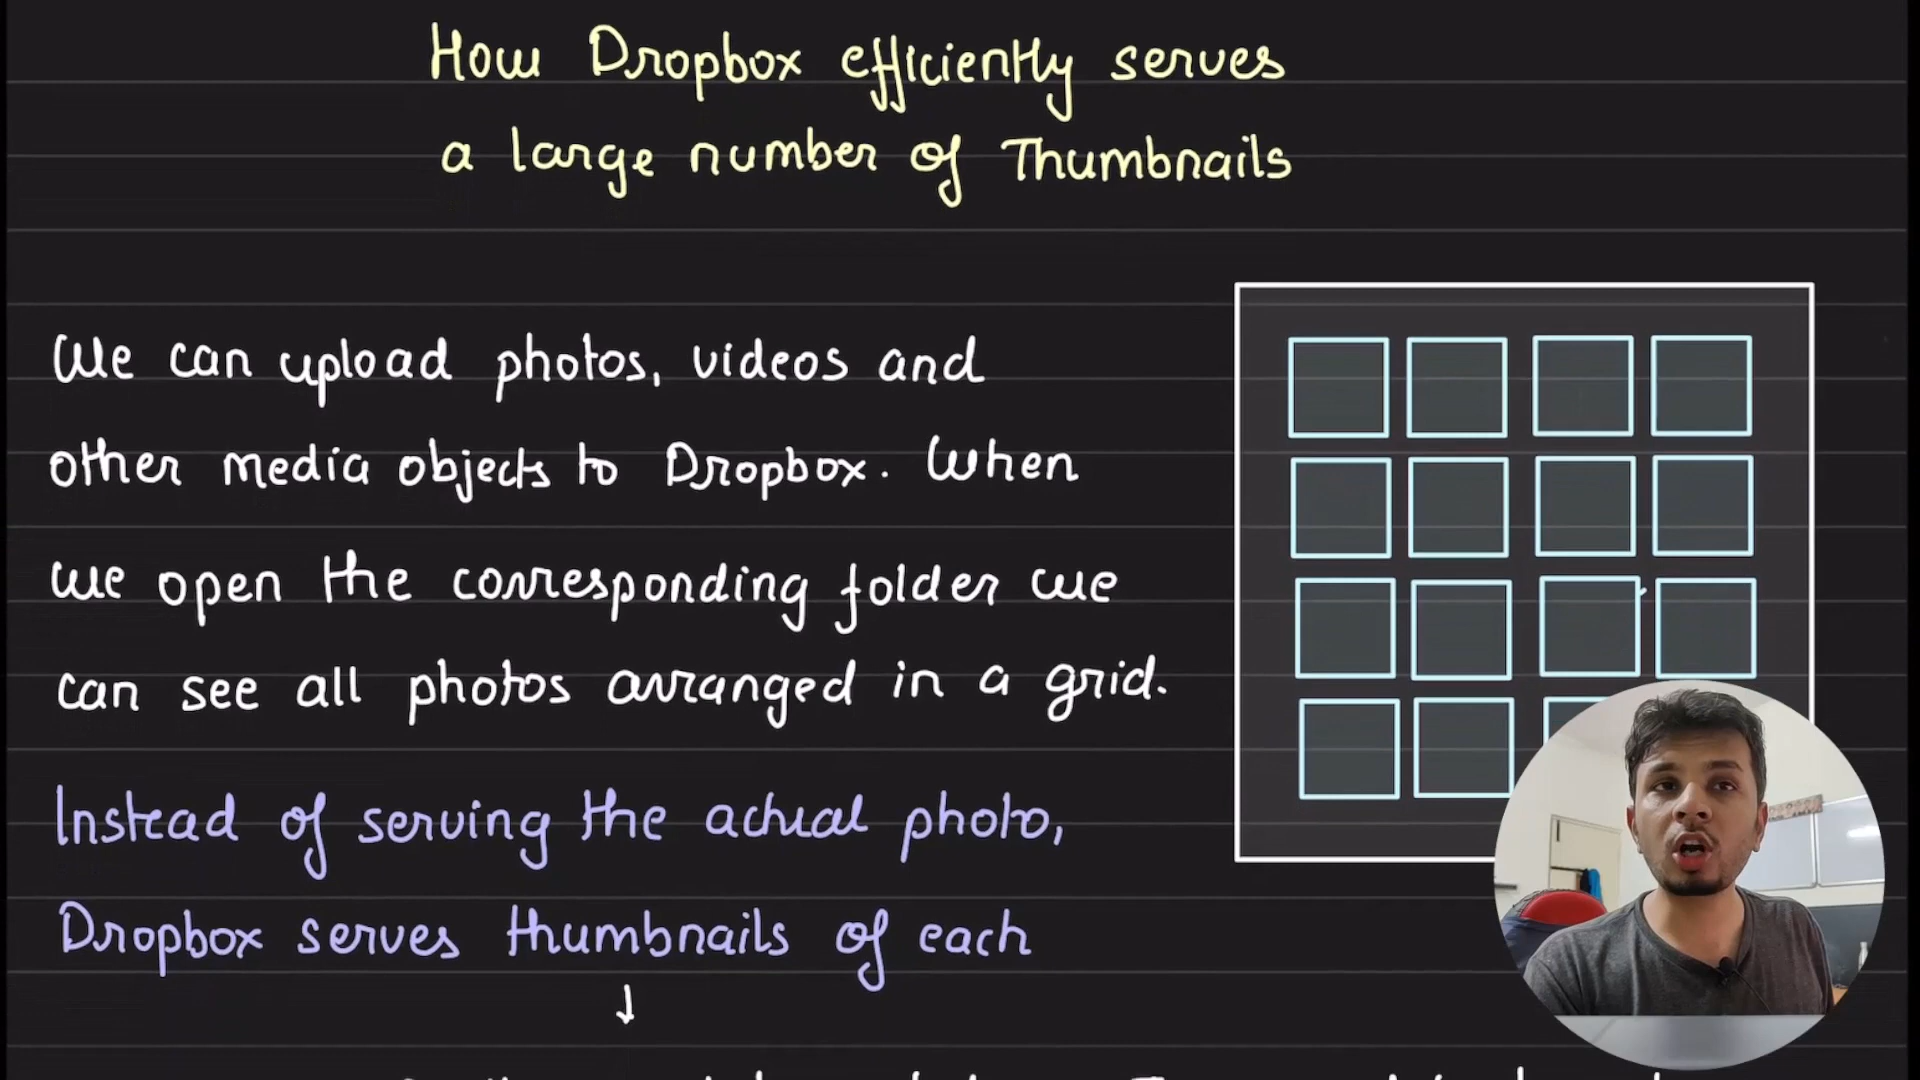 How Dropbox efficiently serves
a large number of Thumbnails
We can upload photos, videos and
other media objects to Dropbox. When
we open the corresponding folder we
can see all photos arranged in a grid.
Instead of serving the actual photo,
Dropbox serves thumbnails of each